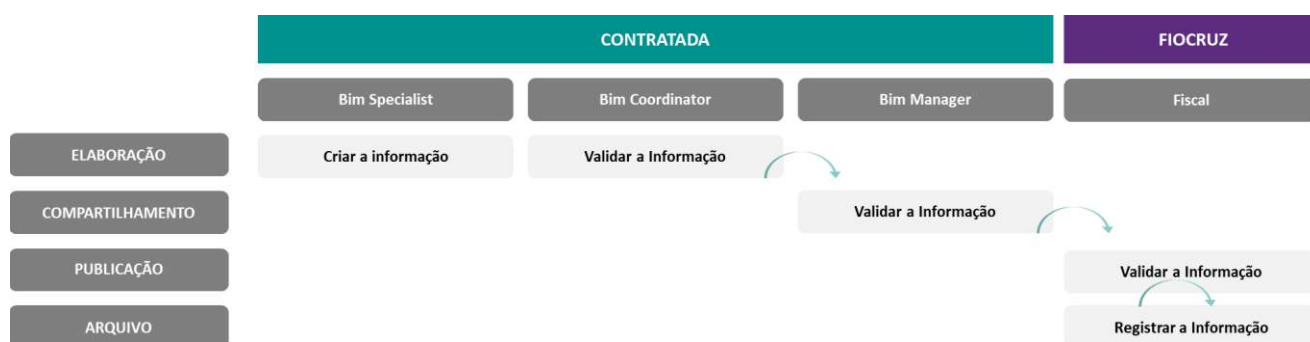 CONTRATADA
FIOCRUZ
Bim Specialist
Bim Coordinator
Bim Manager
Fiscal
ELABORAÇÃO
Criar a informação
Validar a Informação
COMPARTILHAMENTO
Validar a Informação
PUBLICAÇÃO
Validar a Informação
ARQUIVO
Registrar a Informação